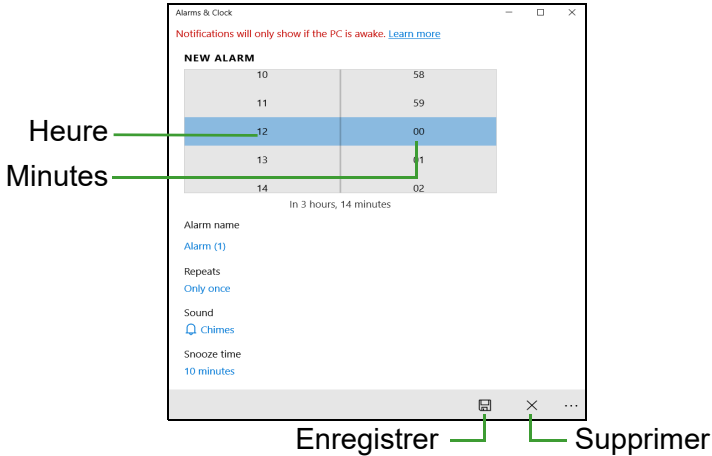 Alarms & Clock
Notifications will only show if the PC is awake. Learn more
NEW ALARM
10 58
11 59
Heure
12 00
13 01
Minutes
14 02
In 3 hours, 14 minutes
Alarm name
Alarm (1)
Repeats
Only once
Sound
Chimes
Snooze time
10 minutes
Enregistrer
Supprimer